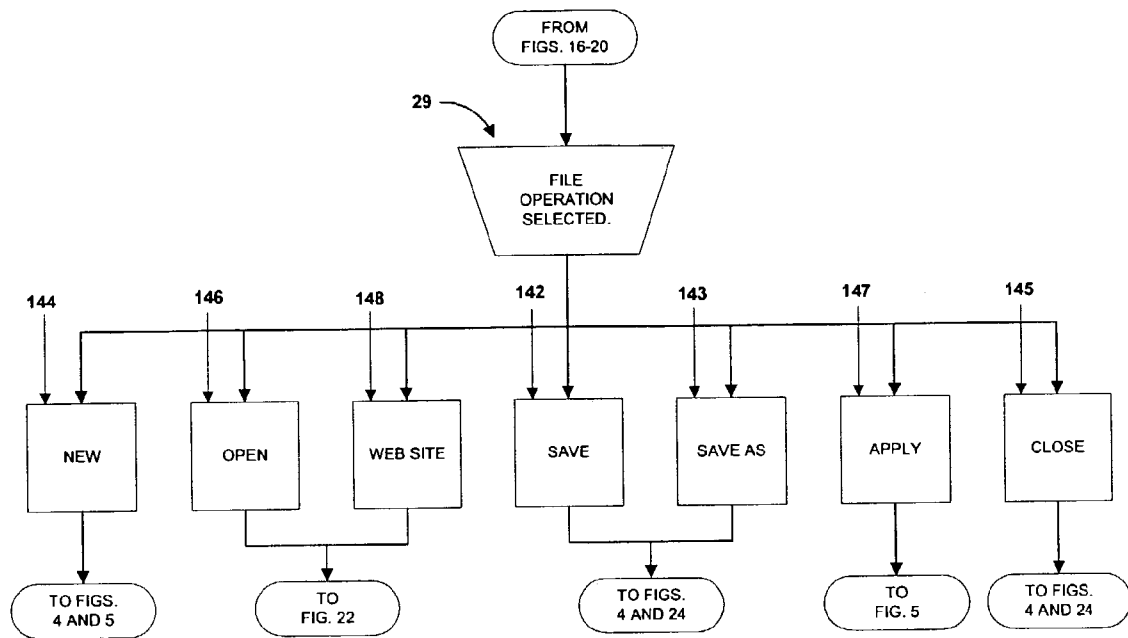 FROM
FIGS. 16-20
29
FILE
OPERATION
SELECTED.
144
146
148
142
143
147
145
NEW
OPEN
WEB SITE
SAVE
SAVE AS
APPLY
CLOSE
TO FIGS.
4 AND 5
TO
FIG. 22
TO FIGS.
4 AND 24
TO
FIG. 5
TO FIGS.
4 AND 24